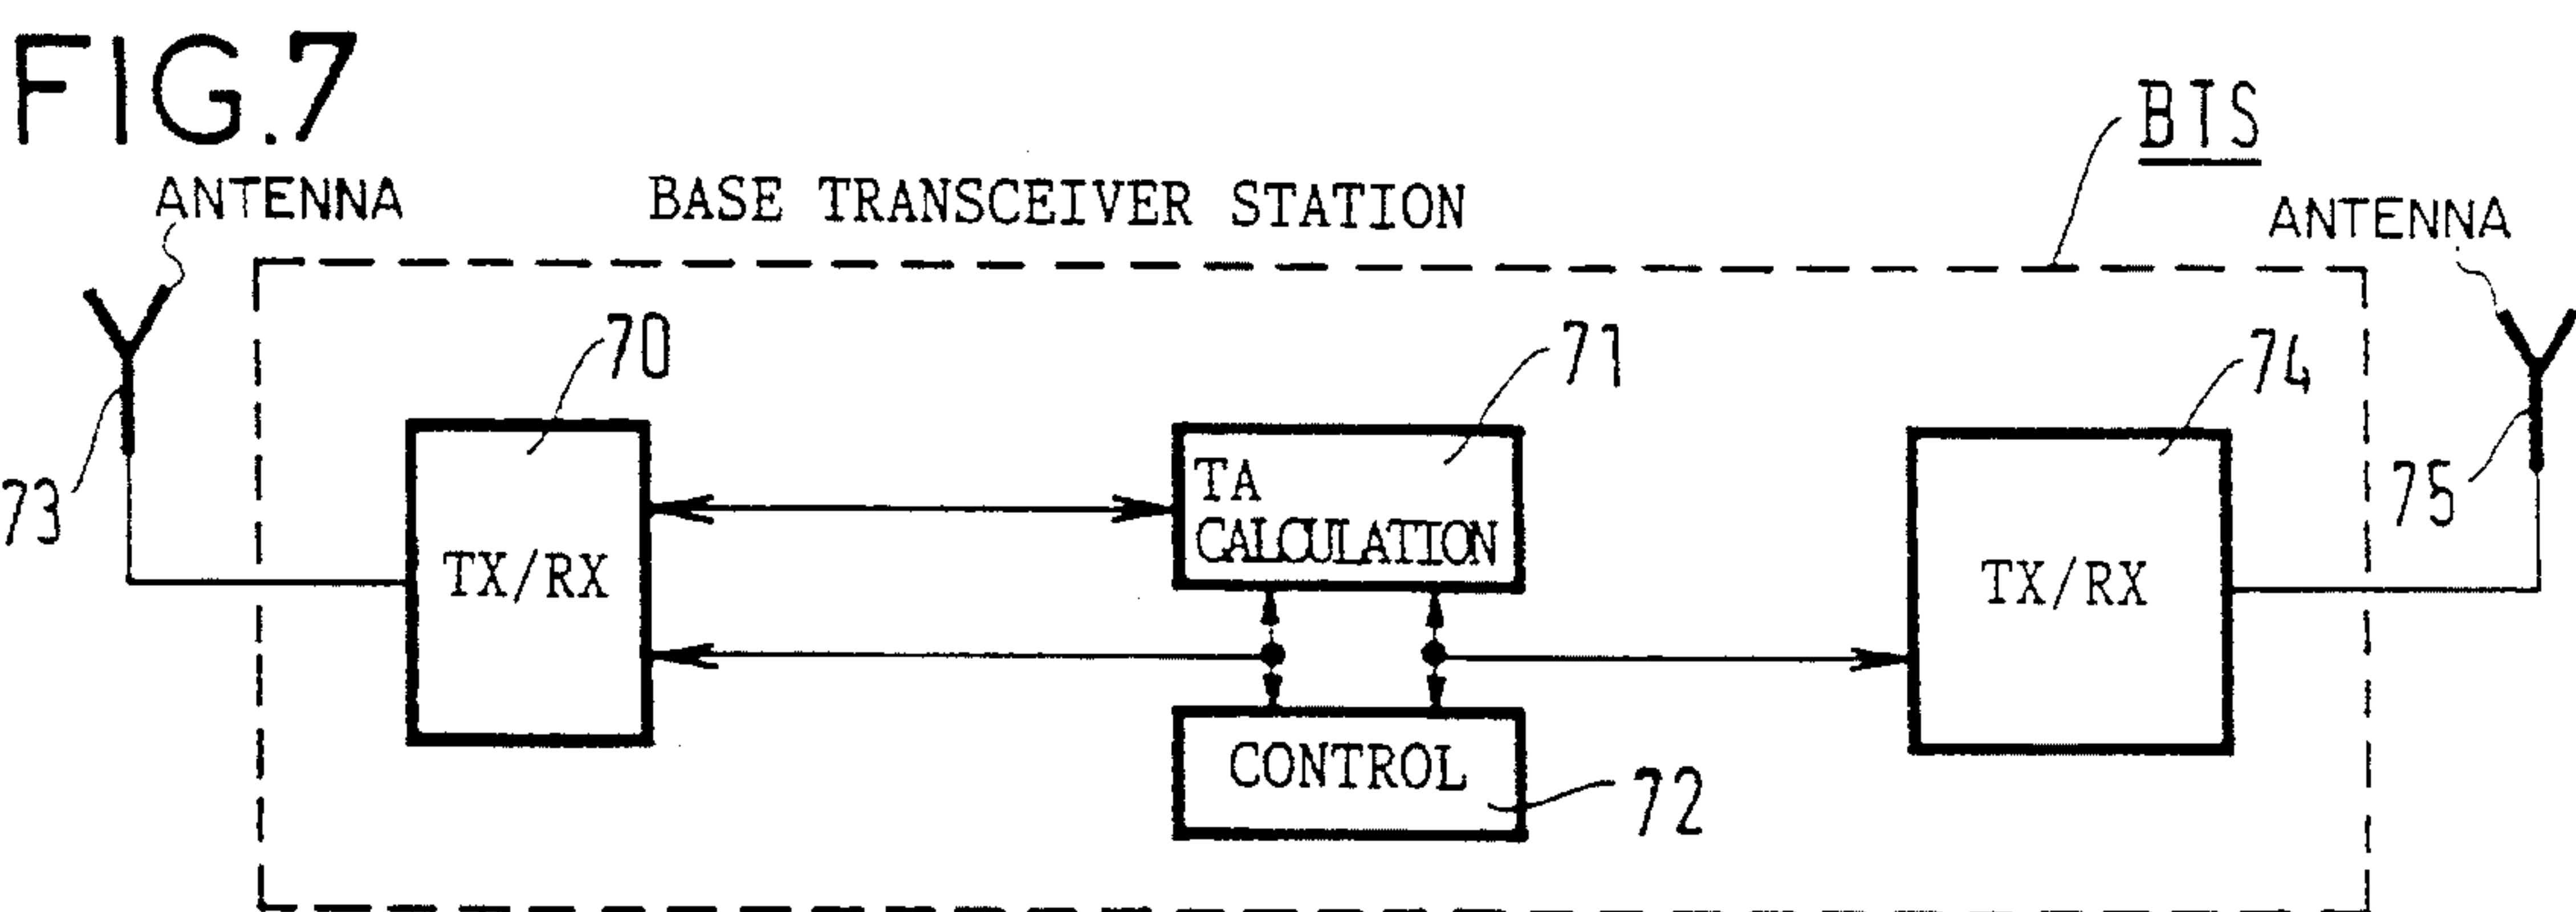 FIG.7
BTS
ANTENNA
BASE TRANSCEIVER STATION
ANTENNA
70
71
74
73
TX/RX
TA
CALCULATION
TX/RX
75
CONTROL
72